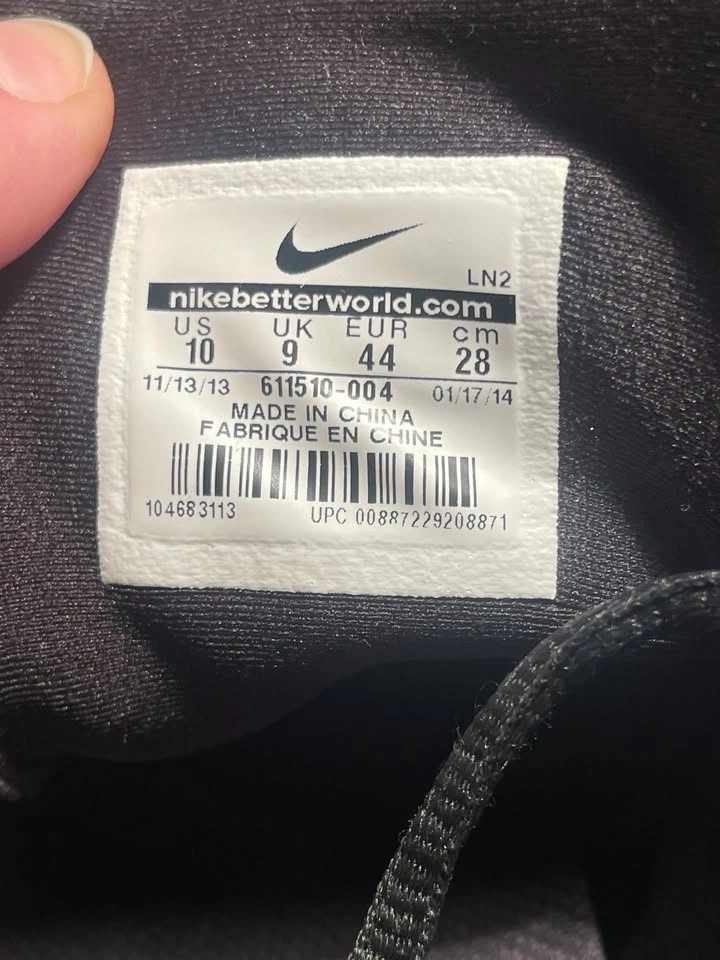 LN2
nikebetterworld.com
US UK EUR cm
10 9 44 28
11/13/13 611510-004 01/17/14
MADE IN CHINA
FABRIQUE EN CHINE
104683113 UPC 00887229208871